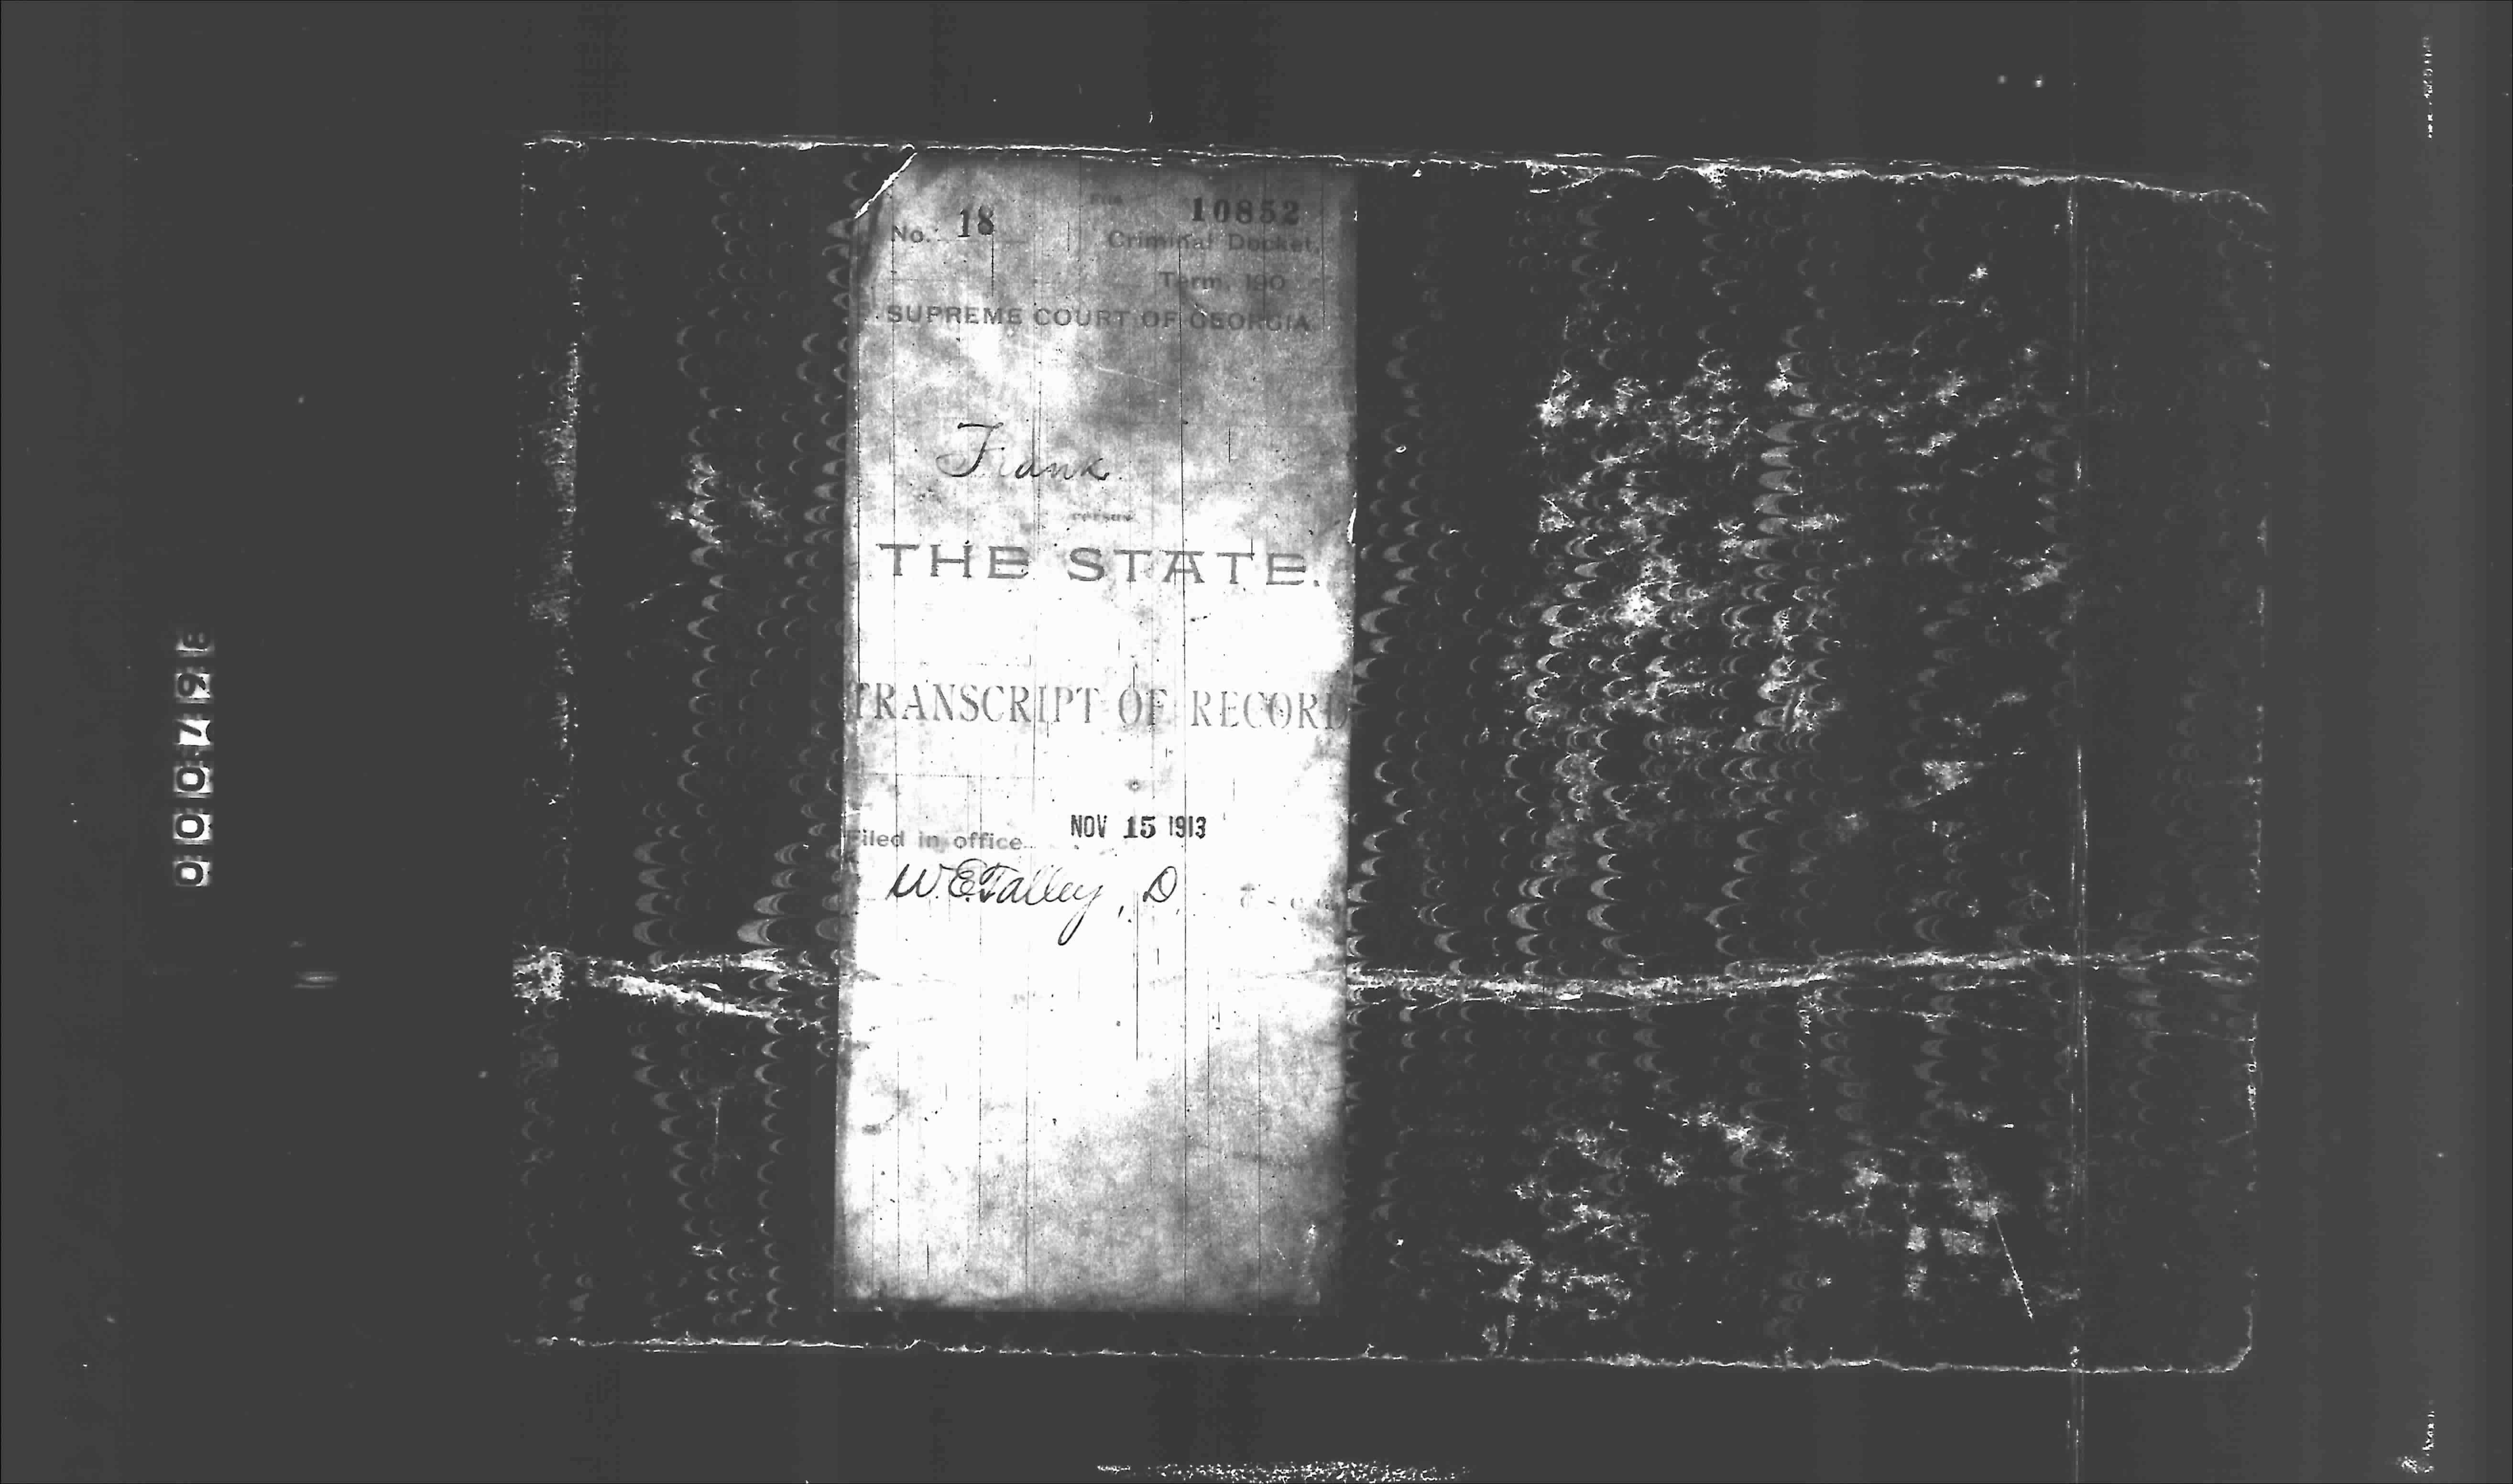 No. 18
10852
Criminal Docket,
Term, 190
SUPREME COURT OF GEORGIA
Frank
versus
THE STATE.
TRANSCRIPT OF RECORD
Filed in office NOV 15 1913
W.E. Talley, D.
000793